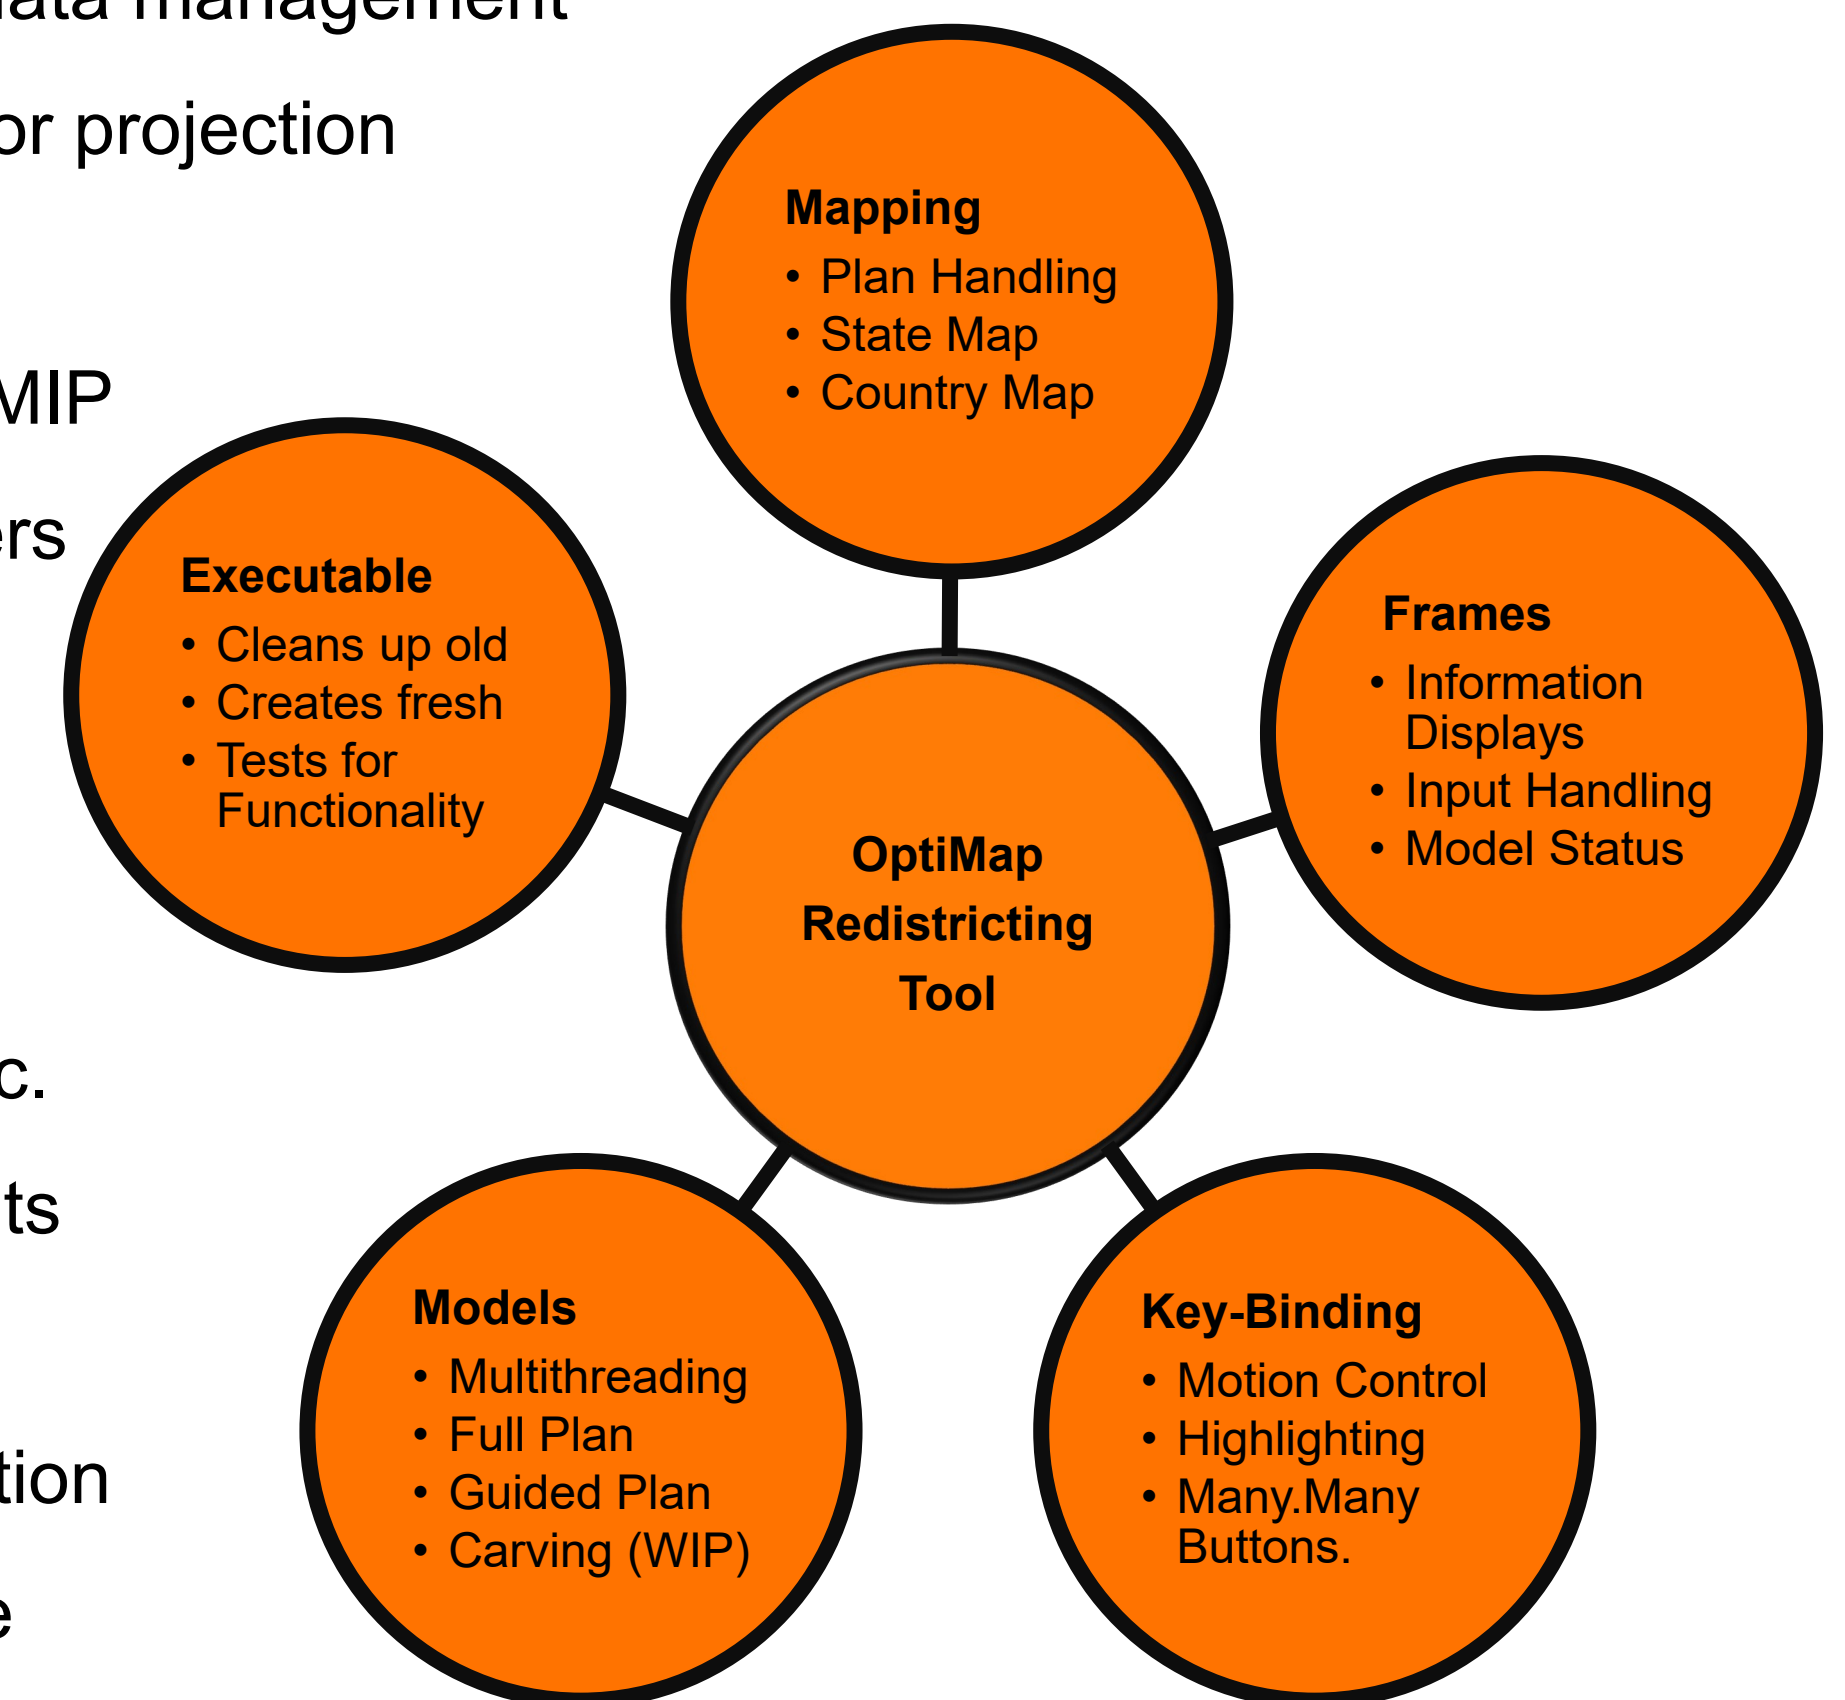 data management
or projection
MIP
ers
c.
ts
tion
e
Mapping
• Plan Handling
• State Map
• Country Map
Executable
• Cleans up old
• Creates fresh
• Tests for
Functionality
Frames
• Information
Displays
• Input Handling
• Model Status
OptiMap
Redistricting
Tool
Models
• Multithreading
• Full Plan
• Guided Plan
• Carving (WIP)
Key-Binding
• Motion Control
• Highlighting
• Many.Many
Buttons.